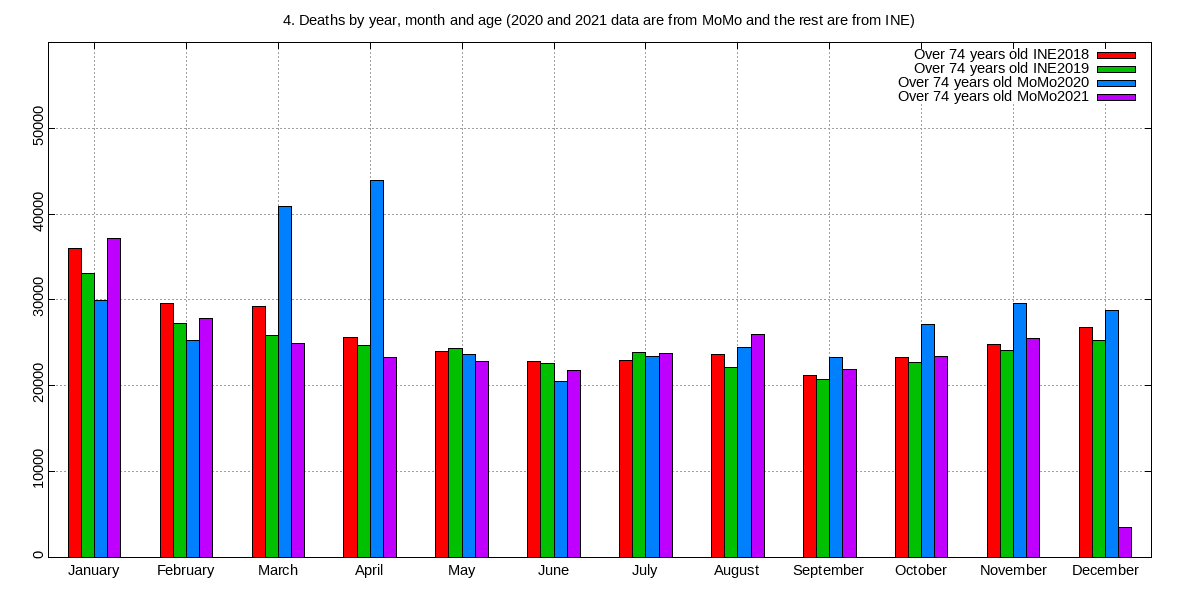 4. Deaths by year, month and age (2020 and 2021 data are from MoMo and the rest are from INE)
Over 74 years old INE2018
Over 74 years old INE2019
Over 74 years old MoMo2020
Over 74 years old MoMo2021
50000
40000
30000
20000
10000
0
January February March April May June July August September October November December